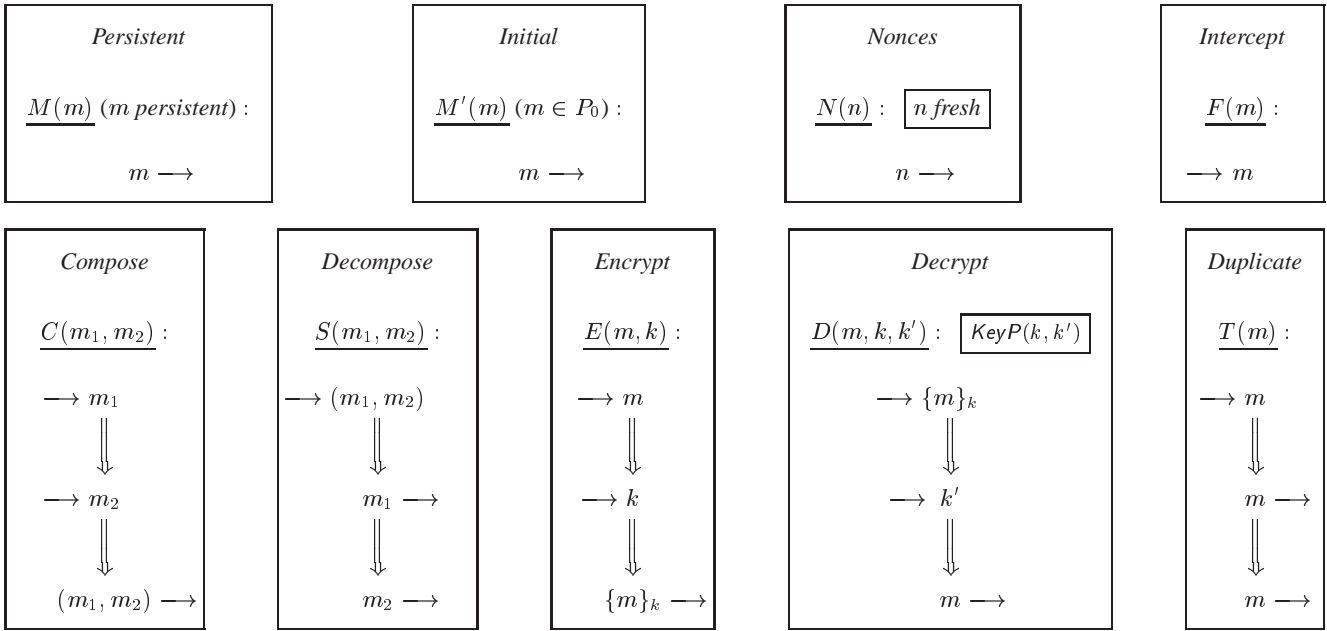 Persistent
M(m) (m persistent) :
m ⟶
Initial
M′(m) (m ∈ P₀) :
m ⟶
Nonces
N(n) : n fresh
n ⟶
Intercept
F(m) :
⟶ m
Compose
C(m₁, m₂) :
⟶ m₁
⟶ m₂
(m₁, m₂) ⟶
Decompose
S(m₁, m₂) :
⟶ (m₁, m₂)
m₁ ⟶
m₂ ⟶
Encrypt
E(m, k) :
⟶ m
⟶ k
{m}ₖ ⟶
Decrypt
D(m, k, k′) : KeyP(k, k′)
⟶ {m}ₖ
⟶ k′
m ⟶
Duplicate
T(m) :
⟶ m
m ⟶
m ⟶